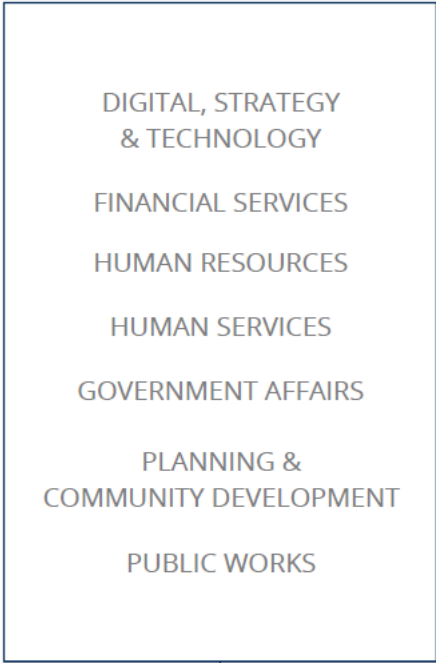 DIGITAL, STRATEGY
& TECHNOLOGY
FINANCIAL SERVICES
HUMAN RESOURCES
HUMAN SERVICES
GOVERNMENT AFFAIRS
PLANNING &
COMMUNITY DEVELOPMENT
PUBLIC WORKS